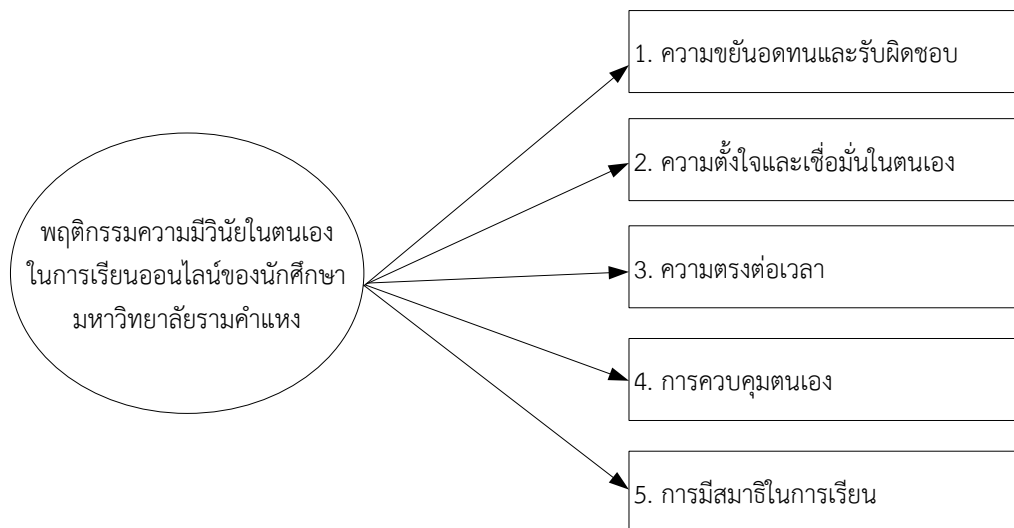 พฤติกรรมความมีวินัยในตนเอง
ในการเรียนออนไลน์ของนักศึกษา
มหาวิทยาลัยรามคำแหง
1. ความขยันอดทนและรับผิดชอบ
2. ความตั้งใจและเชื่อมั่นในตนเอง
3. ความตรงต่อเวลา
4. การควบคุมตนเอง
5. การมีสมาธิในการเรียน